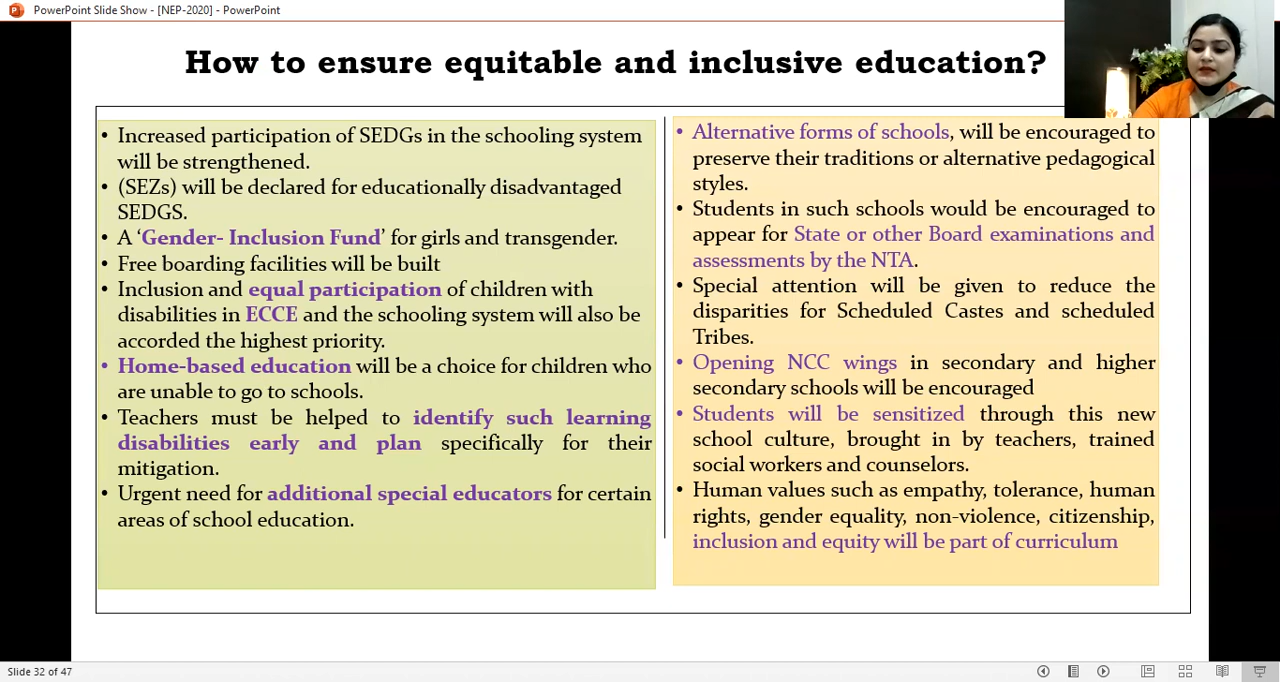 PowerPoint Slide Show - [NEP-2020] - PowerPoint
How to ensure equitable and inclusive education?
• Increased participation of SEDGs in the schooling system
will be strengthened.
• (SEZs) will be declared for educationally disadvantaged
SEDGS.
• A ‘Gender- Inclusion Fund’ for girls and transgender.
• Free boarding facilities will be built
• Inclusion and equal participation of children with
disabilities in ECCE and the schooling system will also be
accorded the highest priority.
• Home-based education will be a choice for children who
are unable to go to schools.
• Teachers must be helped to identify such learning
disabilities early and plan specifically for their
mitigation.
• Urgent need for additional special educators for certain
areas of school education.
• Alternative forms of schools, will be encouraged to
preserve their traditions or alternative pedagogical
styles.
• Students in such schools would be encouraged to
appear for State or other Board examinations and
assessments by the NTA.
• Special attention will be given to reduce the
disparities for Scheduled Castes and scheduled
Tribes.
• Opening NCC wings in secondary and higher
secondary schools will be encouraged
• Students will be sensitized through this new
school culture, brought in by teachers, trained
social workers and counselors.
• Human values such as empathy, tolerance, human
rights, gender equality, non-violence, citizenship,
inclusion and equity will be part of curriculum
Slide 32 of 47